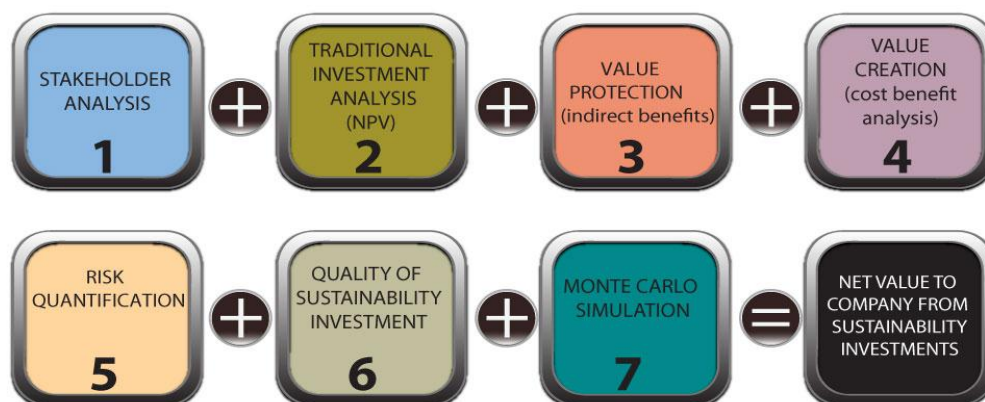 STAKEHOLDER
ANALYSIS
1
+
TRADITIONAL
INVESTMENT
ANALYSIS
(NPV)
2
+
VALUE
PROTECTION
(indirect benefits)
3
+
VALUE
CREATION
(cost benefit
analysis)
4
RISK
QUANTIFICATION
5
+
QUALITY OF
SUSTAINABILITY
INVESTMENT
6
+
MONTE CARLO
SIMULATION
7
=
NET VALUE TO
COMPANY FROM
SUSTAINABILITY
INVESTMENTS